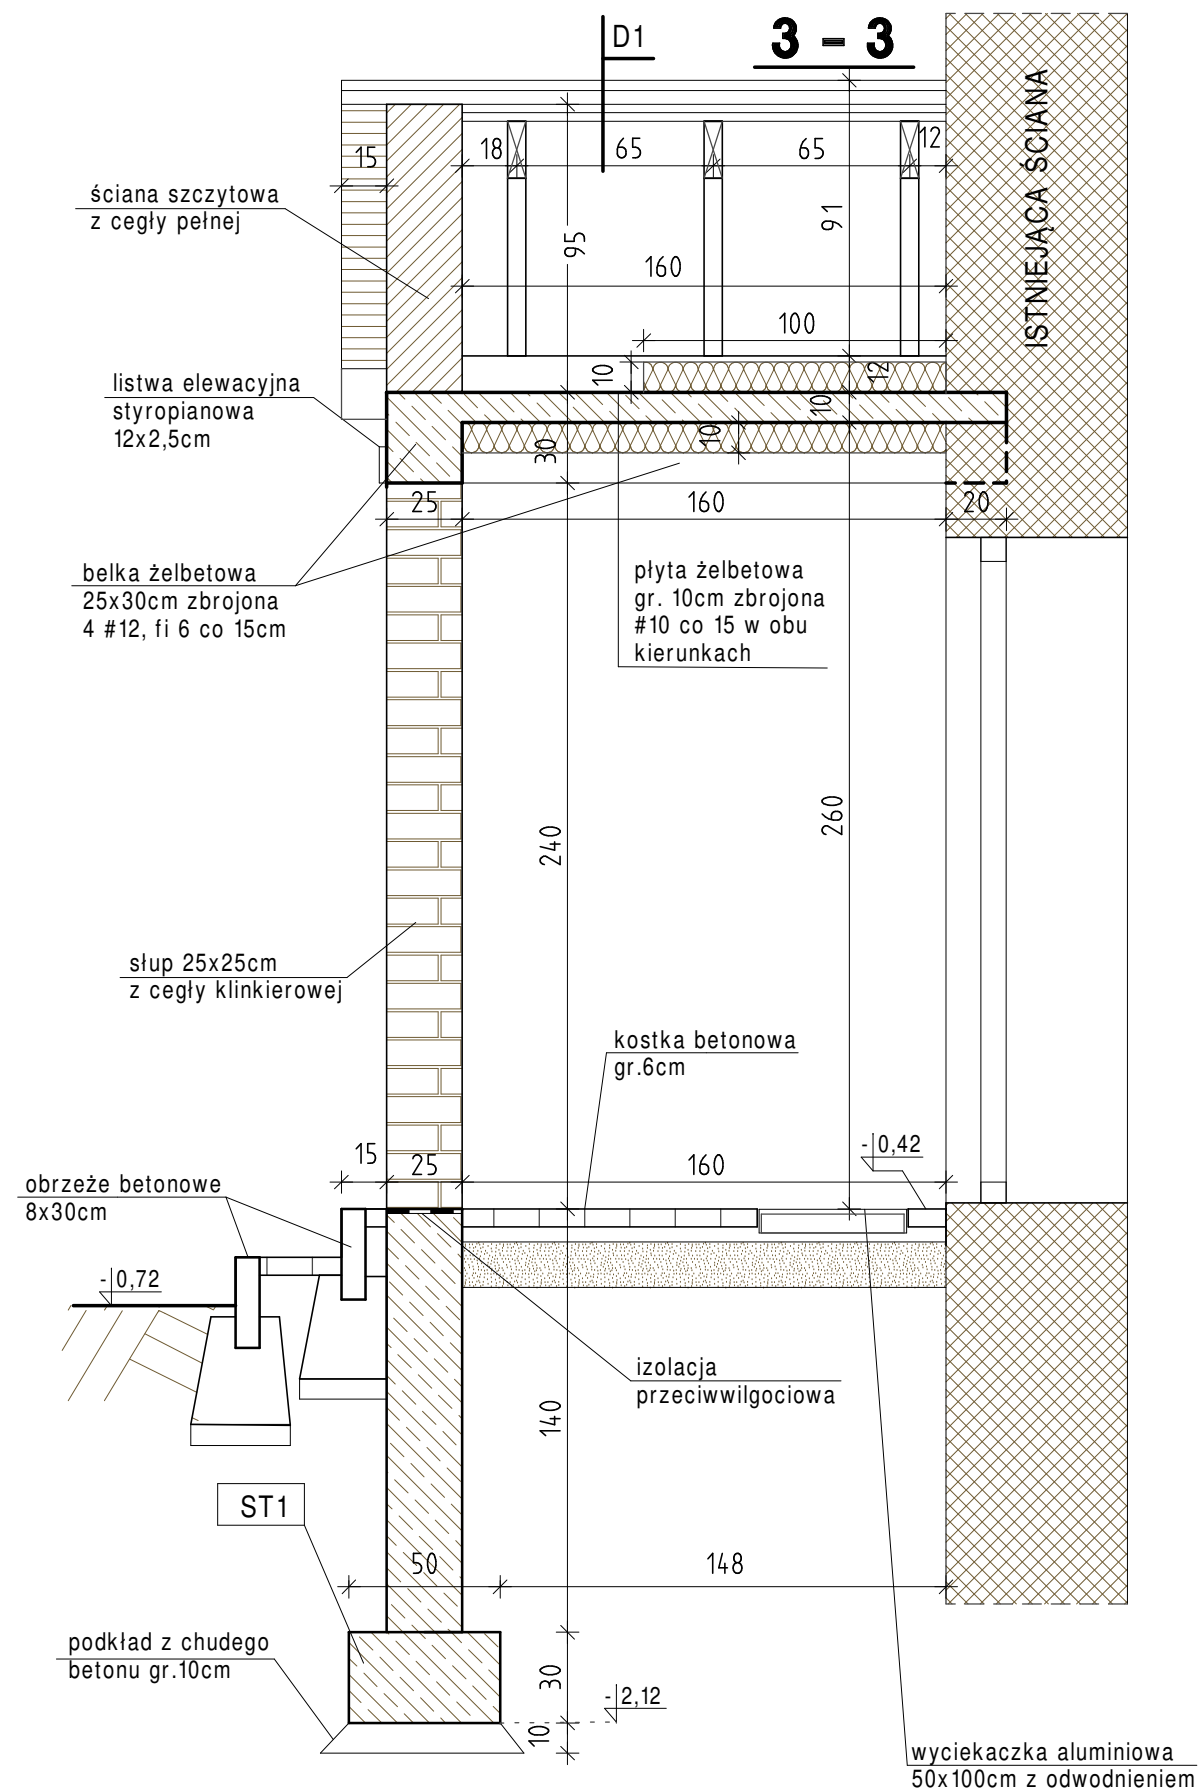 D1
3 - 3
ISTNIEJĄCA ŚCIANA
15
18
65
65
12
ściana szczytowa
z cegły pełnej
95
91
160
100
listwa elewacyjna
styropianowa
12x2,5cm
10
12
10
10
30
25
160
20
belka żelbetowa
25x30cm zbrojona
4 #12, fi 6 co 15cm
płyta żelbetowa
gr. 10cm zbrojona
#10 co 15 w obu
kierunkach
240
260
słup 25x25cm
z cegły klinkierowej
kostka betonowa
gr.6cm
15
25
160
-0,42
obrzeże betonowe
8x30cm
-0,72
izolacja
przeciwwilgociowa
140
ST1
50
148
podkład z chudego
betonu gr.10cm
30
-2,12
10
wyciekaczka aluminiowa
50x100cm z odwodnieniem